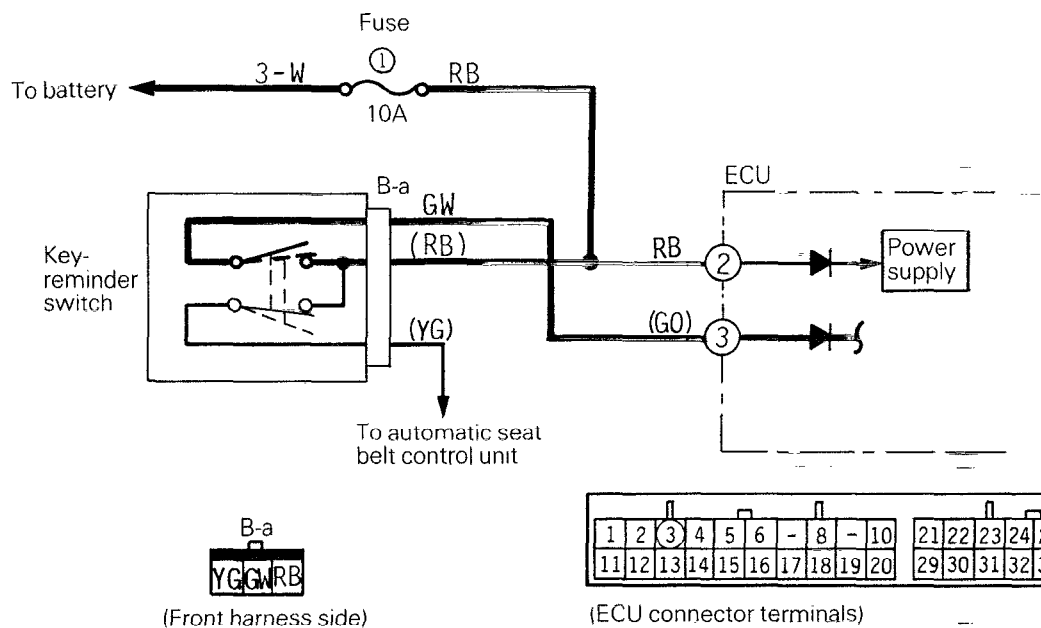 Fuse
1
To battery
3-W
RB
10A
ECU
B-a
GW
(RB)
RB
2
Power
supply
Key-
reminder
switch
(YG)
(GO)
3
To automatic seat
belt control unit
B-a
YG GW RB
(Front harness side)
1 2 3 4 5 6 - 8 - 10 21 22 23 24
11 12 13 14 15 16 17 18 19 20 29 30 31 32
(ECU connector terminals)